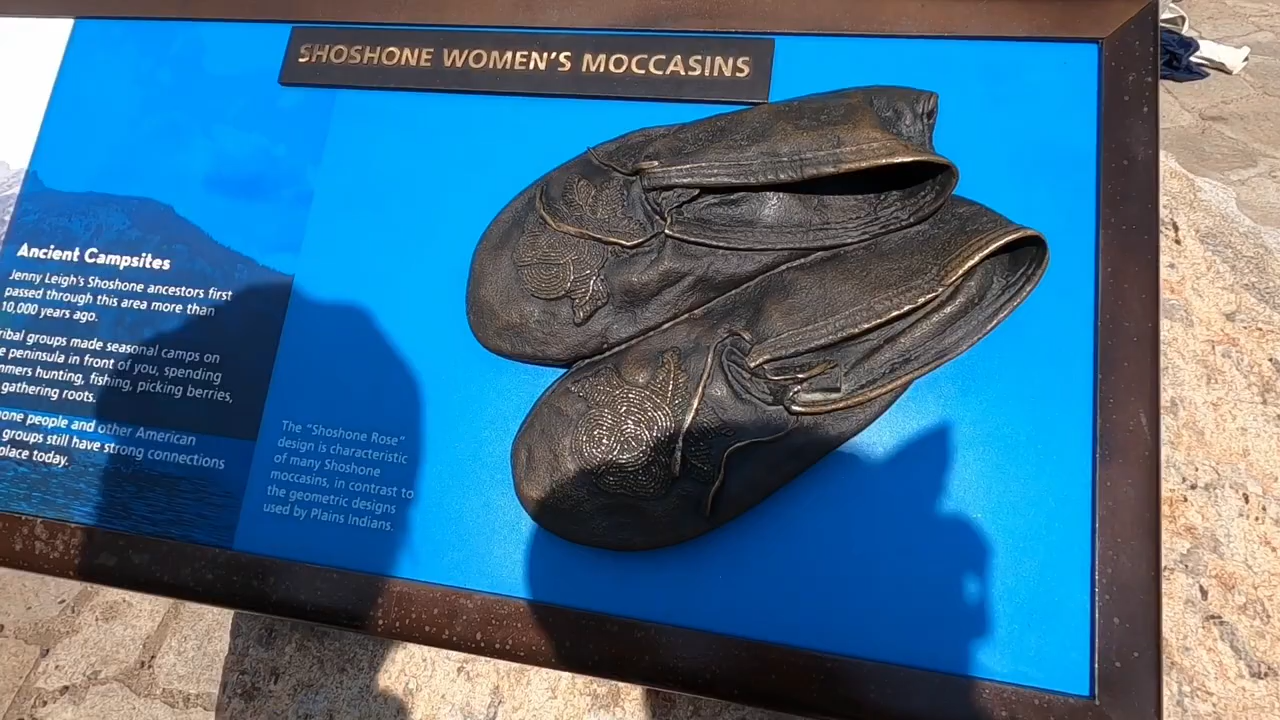 SHOSHONE WOMEN'S MOCCASINS
Ancient Campsites
Jenny Leigh's Shoshone ancestors first
passed through this area more than
10,000 years ago.
ribal groups made seasonal camps on
e peninsula in front of you, spending
mmers hunting, fishing, picking berries,
gathering roots.
one people and other American
groups still have strong connections
place today.
The "Shoshone Rose"
design is characteristic
of many Shoshone
moccasins, in contrast to
the geometric designs
used by Plains Indians.